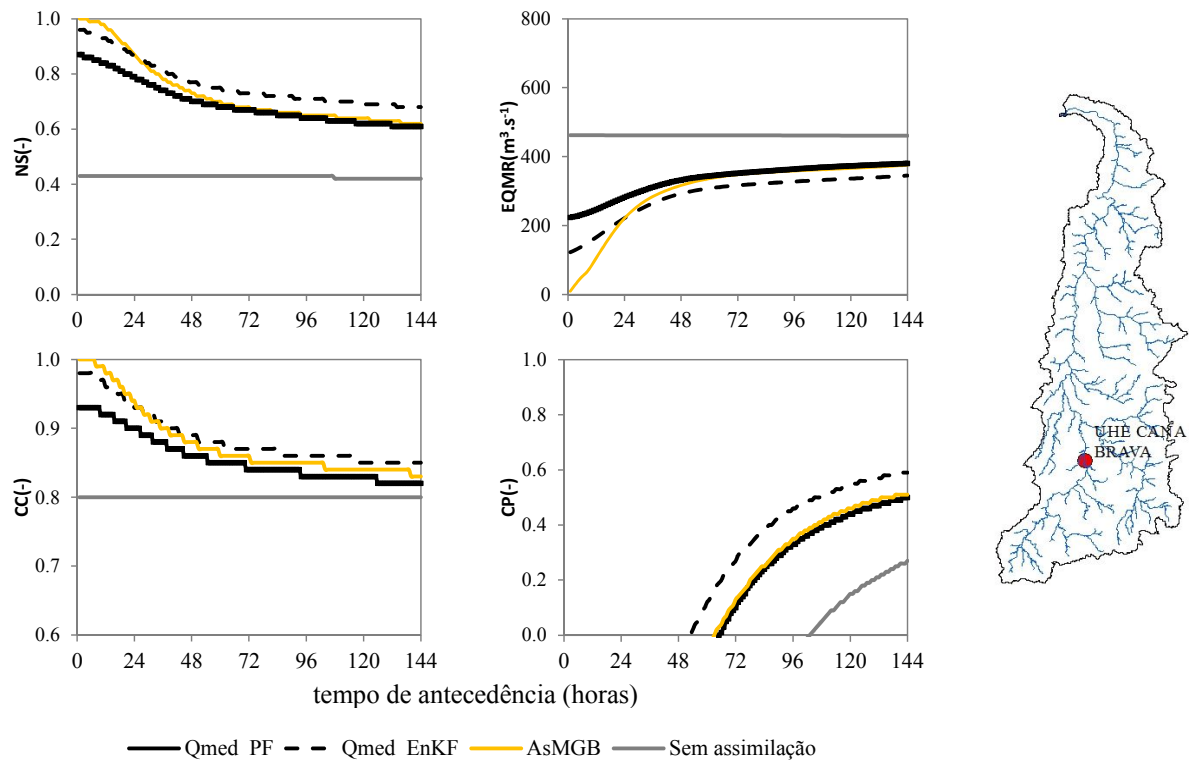 1.0
0.8
0.6
0.4
0.2
0.0
NS(-)
0 24 48 72 96 120 144
800
600
400
200
0
EQMR(m³.s⁻¹)
0 24 48 72 96 120 144
1.0
0.9
0.8
0.7
0.6
CC(-)
0 24 48 72 96 120 144
1.0
0.8
0.6
0.4
0.2
0.0
CP(-)
0 24 48 72 96 120 144
tempo de antecedência (horas)
Qmed_PF Qmed_EnKF AsMGB Sem assimilação
UHE CANA
BRAVA